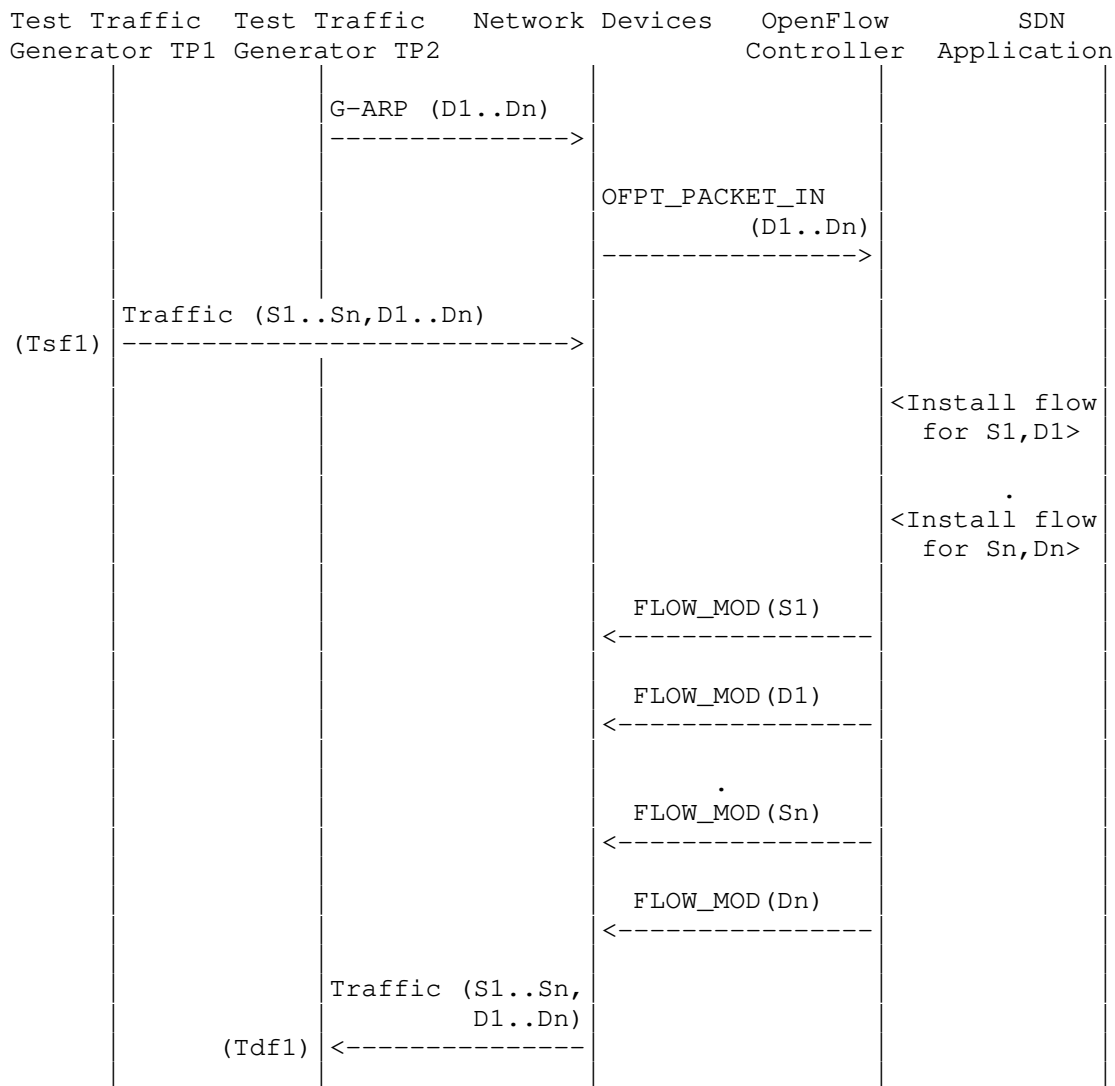 Test Traffic Test Traffic Network Devices OpenFlow SDN
Generator TP1 Generator TP2 Controller Application
G-ARP (D1..Dn)
OFPT_PACKET_IN
(D1..Dn)
Traffic (S1..Sn,D1..Dn)
(Tsf1)
<Install flow
for S1,D1>
.
<Install flow
for Sn,Dn>
FLOW_MOD(S1)
FLOW_MOD(D1)
.
FLOW_MOD(Sn)
FLOW_MOD(Dn)
Traffic (S1..Sn,
D1..Dn)
(Tdf1)